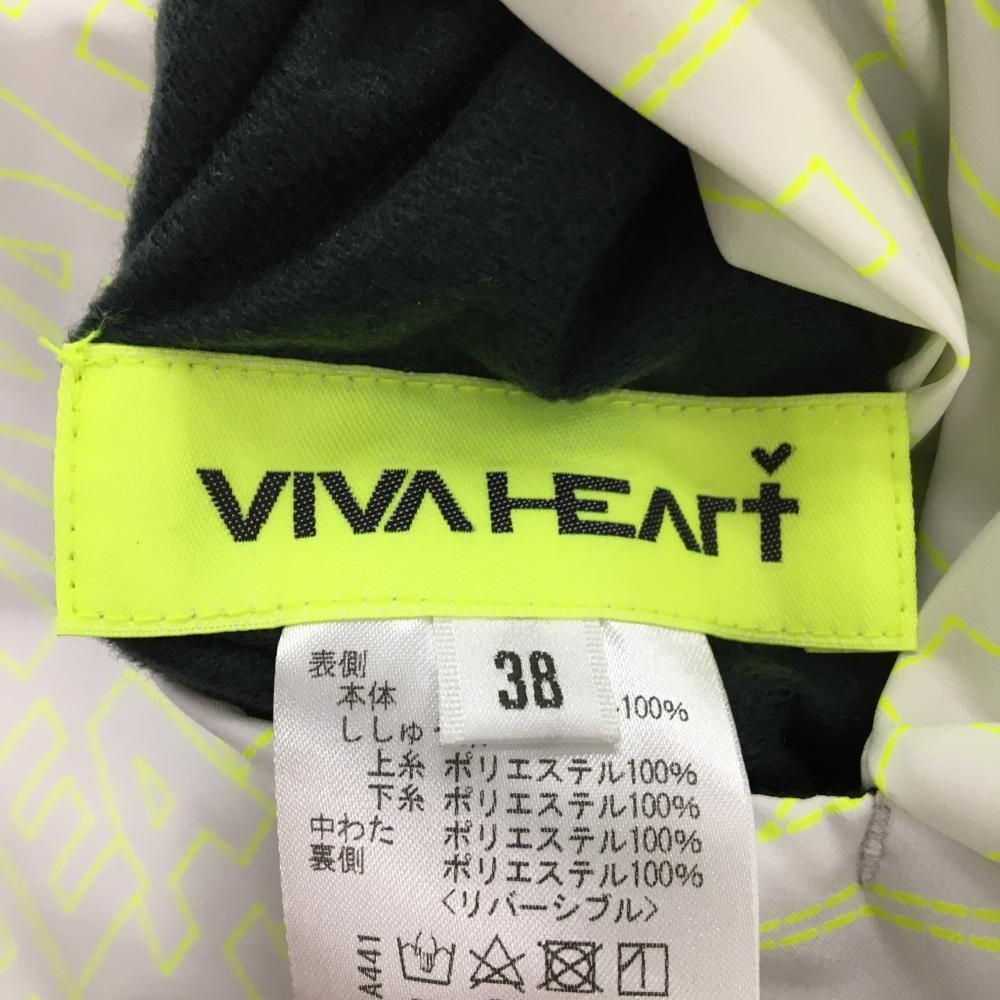 VIVA HEART
38
表側
本体 100%
ししゅう
上糸 ポリエステル100%
下糸 ポリエステル100%
中わた ポリエステル100%
裏側 ポリエステル100%
<リバーシブル>
A441